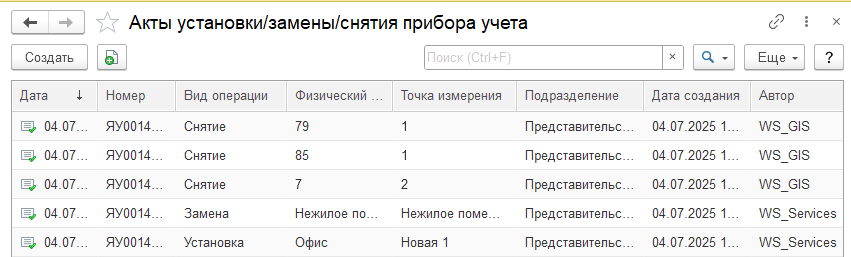 Акты установки/замены/снятия прибора учета
Создать Поиск (Ctrl+F) × Еще ?
Дата ↓ Номер Вид операции Физический ... Точка измерения Подразделение Дата создания Автор
04.07... ЯУ0014... Снятие 79 1 Представительс... 04.07.2025 1... WS_GIS
04.07... ЯУ0014... Снятие 85 1 Представительс... 04.07.2025 1... WS_GIS
04.07... ЯУ0014... Снятие 7 2 Представительс... 04.07.2025 1... WS_GIS
04.07... ЯУ0014... Замена Нежилое по... Нежилое поме... Представительс... 04.07.2025 1... WS_Services
04.07... ЯУ0014... Установка Офис Новая 1 Представительс... 04.07.2025 1... WS_Services